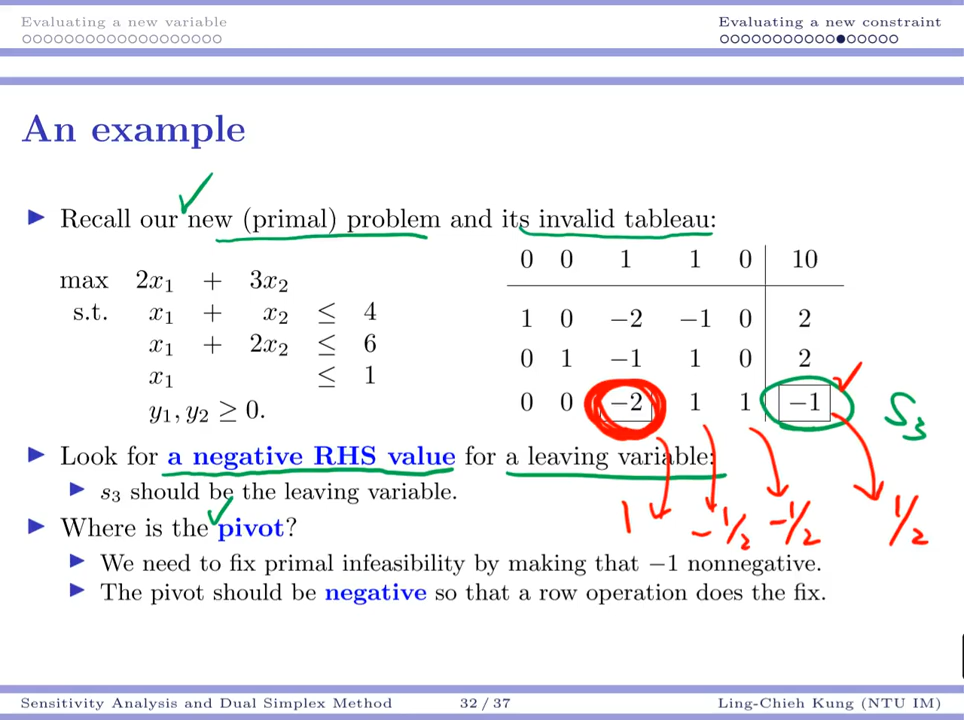 Evaluating a new variable
Evaluating a new constraint
An example
▶ Recall our new (primal) problem and its invalid tableau:
max 2x₁ + 3x₂
s.t. x₁ + x₂ ≤ 4
x₁ + 2x₂ ≤ 6
x₁ ≤ 1
y₁, y₂ ≥ 0.
0 0 1 1 0 10
1 0 −2 −1 0 2
0 1 −1 1 0 2
0 0 −2 1 1 −1
S₃
▶ Look for a negative RHS value for a leaving variable:
▶ s₃ should be the leaving variable.
1 −1/2 −1/2 1/2
▶ Where is the pivot?
▶ We need to fix primal infeasibility by making that −1 nonnegative.
▶ The pivot should be negative so that a row operation does the fix.
Sensitivity Analysis and Dual Simplex Method
32 / 37
Ling-Chieh Kung (NTU IM)